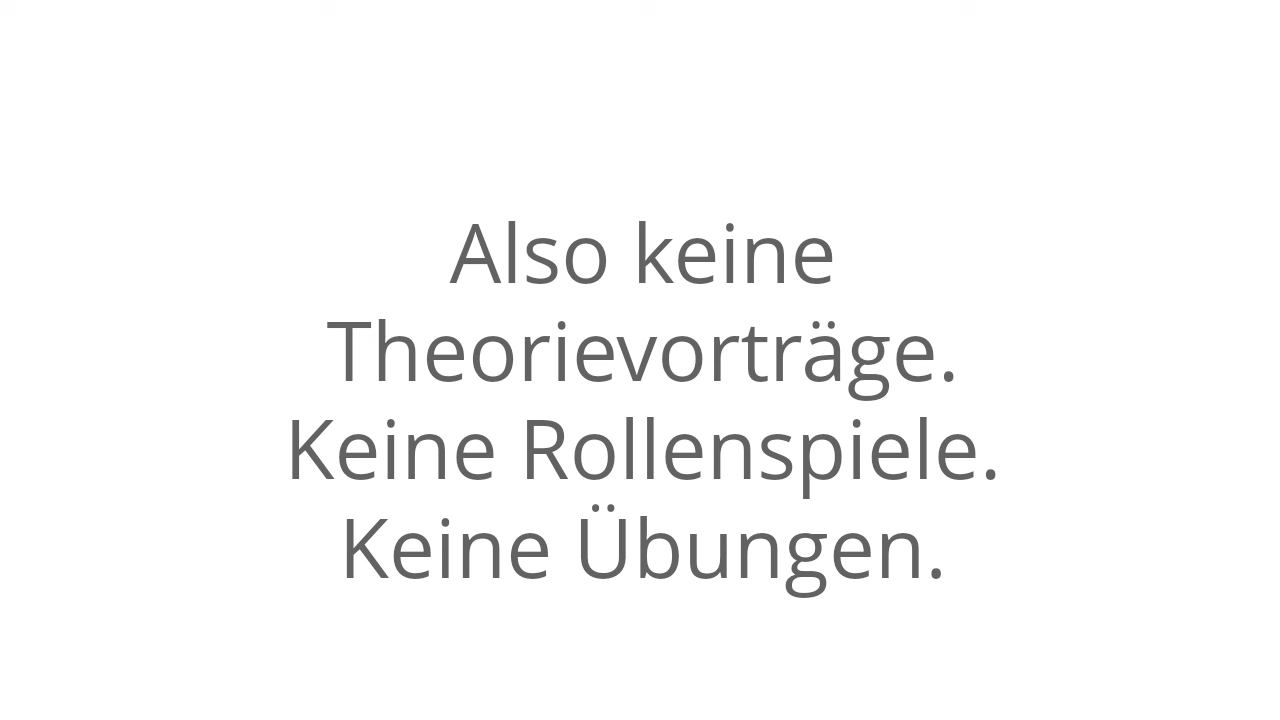 Also keine
Theorievorträge.
Keine Rollenspiele.
Keine Übungen.